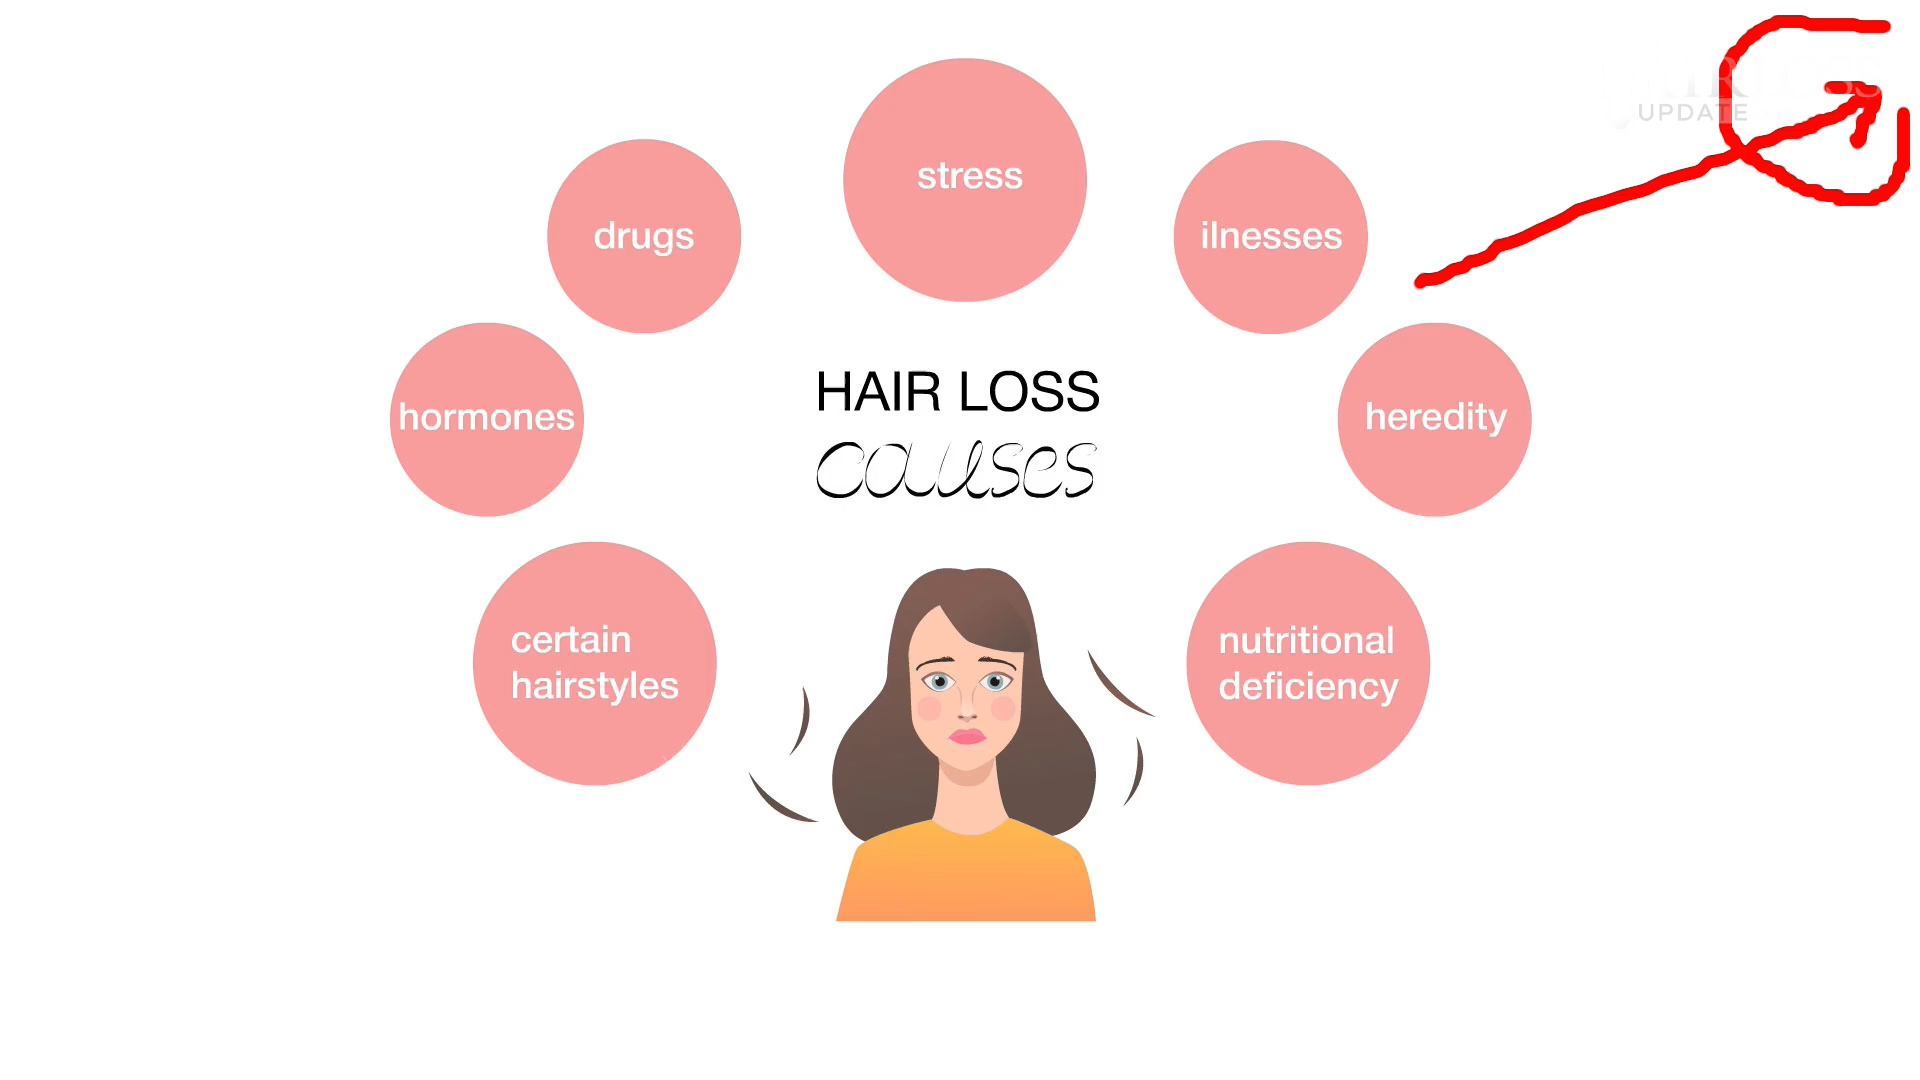 UPDATE
stress
drugs
ilnesses
HAIR LOSS
causes
hormones
heredity
certain
hairstyles
nutritional
deficiency